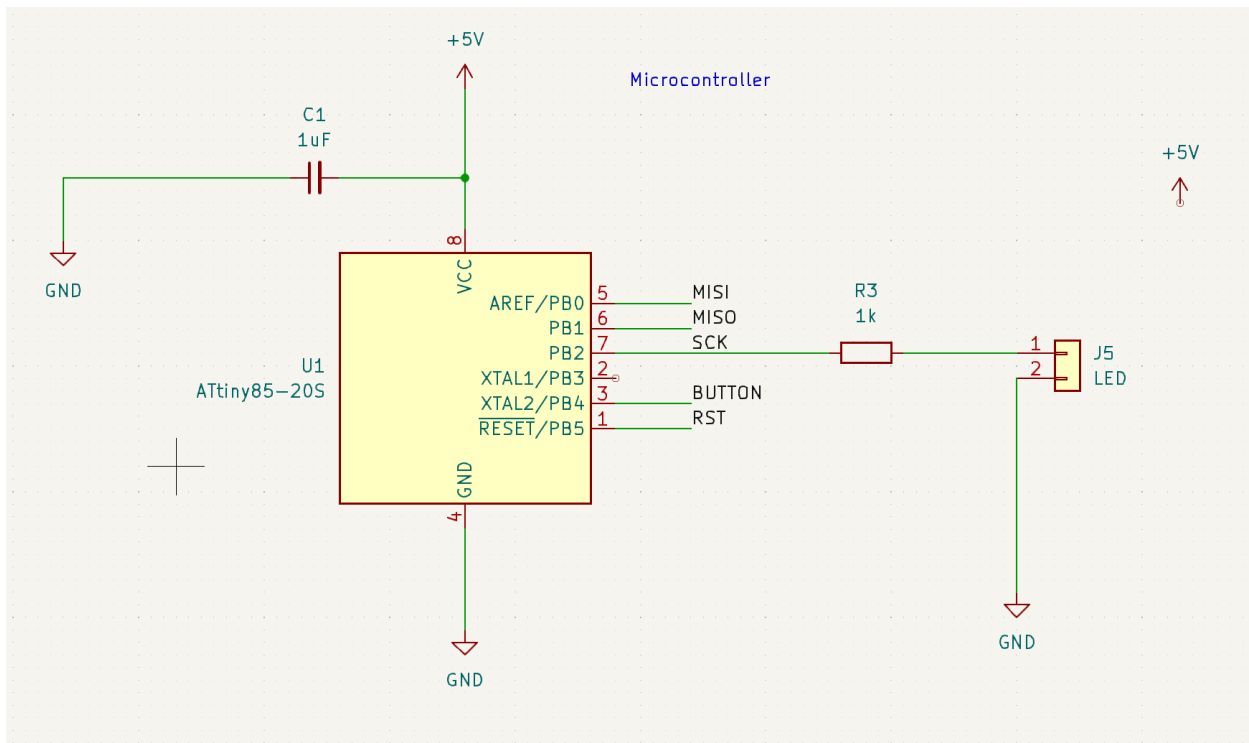 +5V
Microcontroller
C1
1uF
+5V
GND
8
VCC
AREF/PB0 5 MISI
PB1 6 MISO
PB2 7 SCK
XTAL1/PB3 2
XTAL2/PB4 3 BUTTON
RESET/PB5 1 RST
U1
ATtiny85-20S
GND
4
GND
R3
1k
1
2
J5
LED
GND